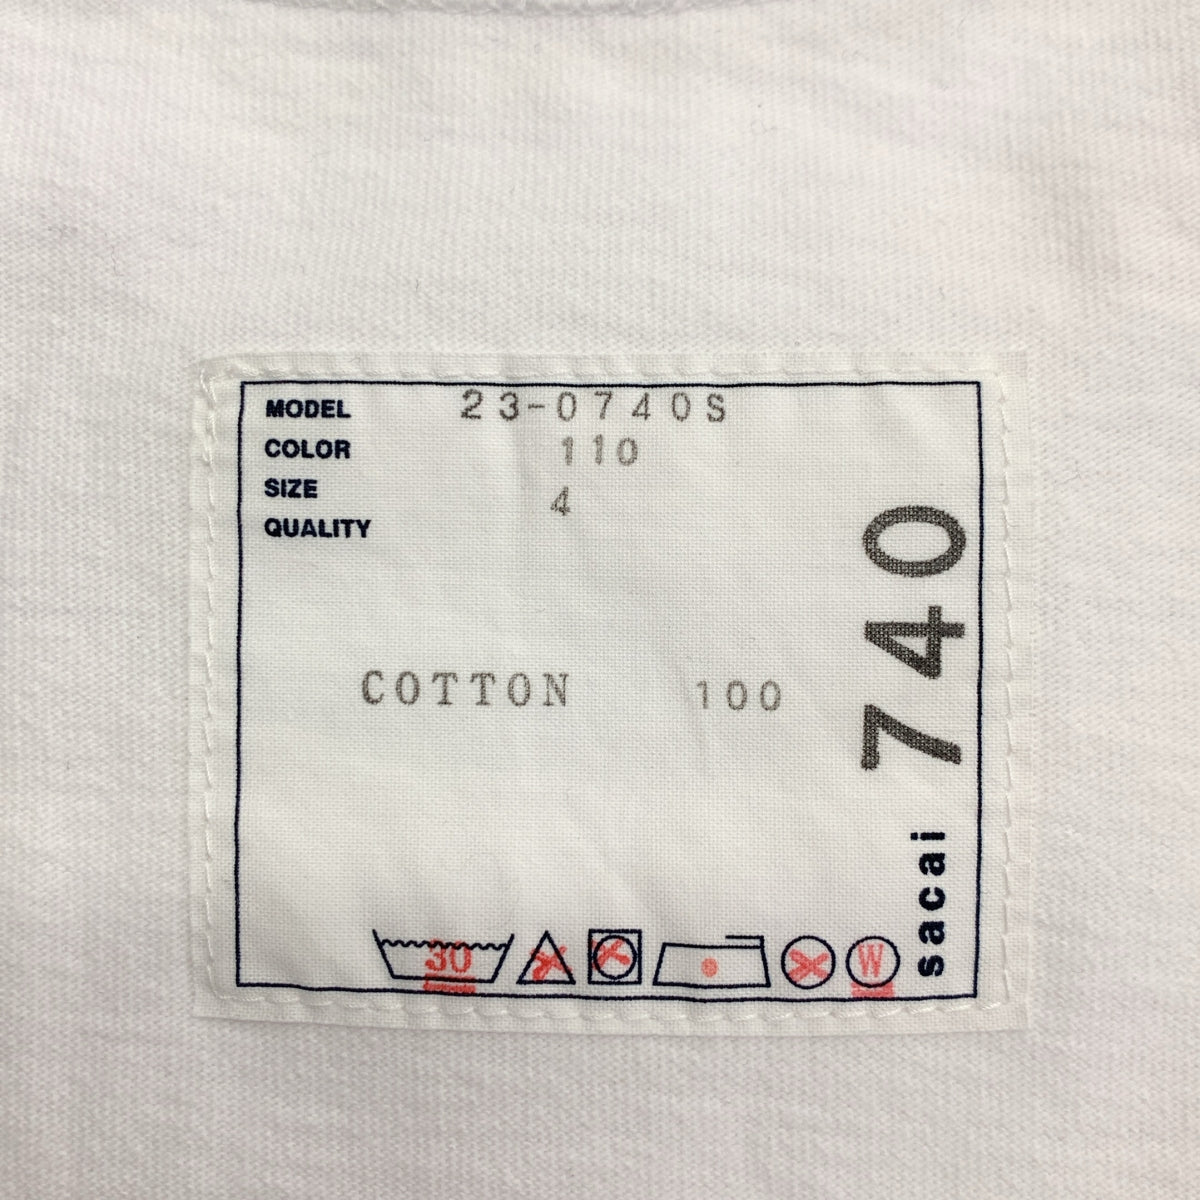 MODEL 23-0740S
COLOR 110
SIZE 4
QUALITY
COTTON 100
sacai 740
30
W